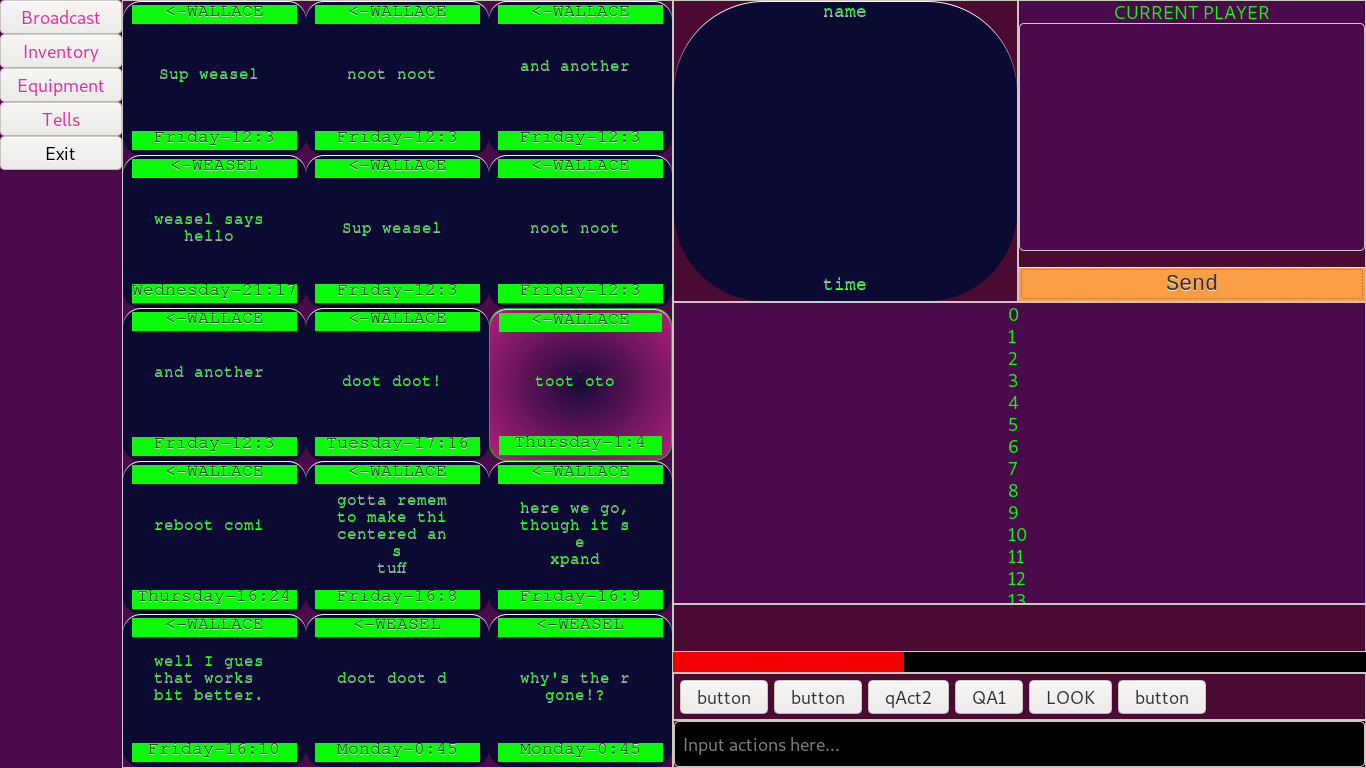 Broadcast
Inventory
Equipment
Tells
Exit
<-WALLACE
Sup weasel
Friday-12:3
<-WALLACE
noot noot
Friday-12:3
<-WALLACE
and another
Friday-12:3
<-WEASEL
weasel says
hello
Wednesday-21:17
<-WALLACE
Sup weasel
Friday-12:3
<-WALLACE
noot noot
Friday-12:3
<-WALLACE
and another
Friday-12:3
<-WALLACE
doot doot!
Tuesday-17:16
<-WALLACE
toot oto
Thursday-1:4
<-WALLACE
reboot comi
Thursday-16:24
<-WALLACE
gotta remem
to make thi
centered an
s
tuff
Friday-16:8
<-WALLACE
here we go,
though it s
e
xpand
Friday-16:9
<-WALLACE
well I gues
that works
bit better.
Friday-16:10
<-WEASEL
doot doot d
Monday-0:45
<-WEASEL
why's the r
gone!?
Monday-0:45
name
time
CURRENT PLAYER
Send
0
1
2
3
4
5
6
7
8
9
10
11
12
13
button
button
qAct2
QA1
LOOK
button
Input actions here...